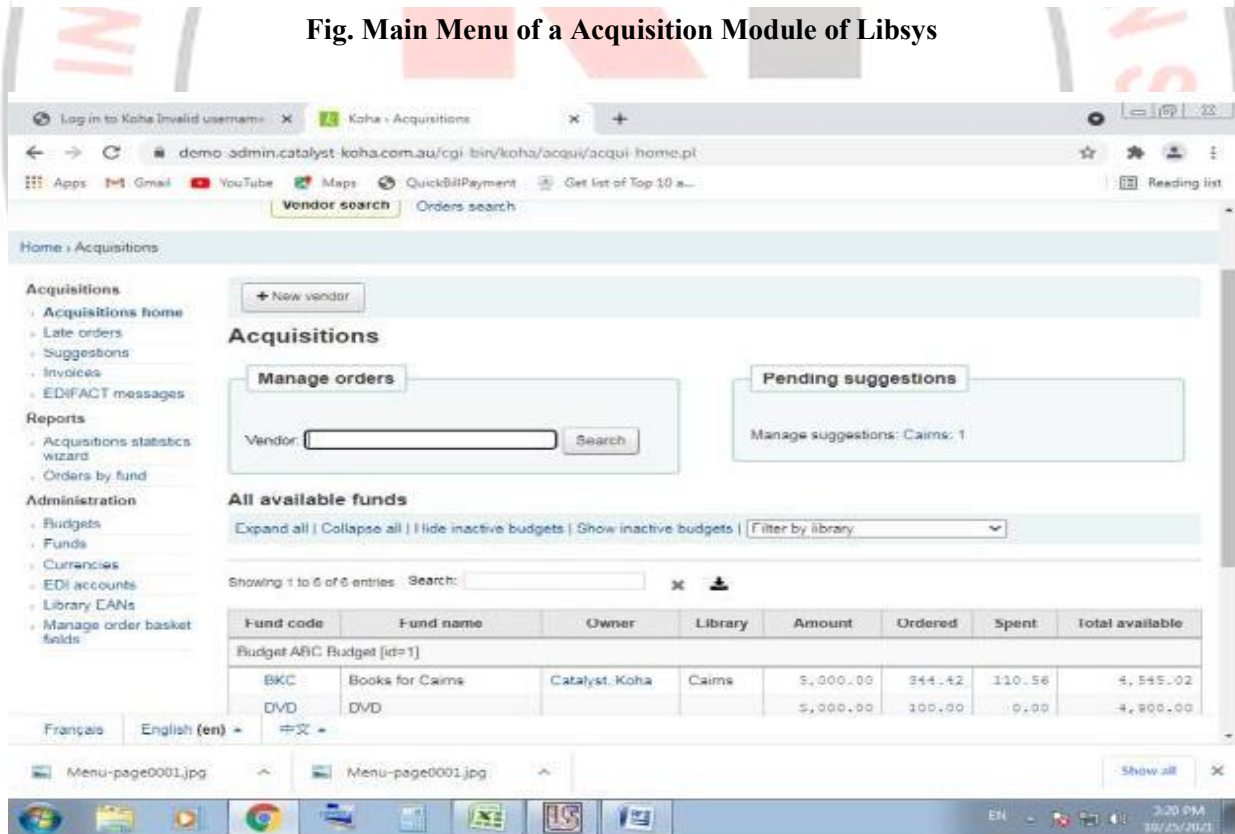 Fig. Main Menu of a Acquisition Module of Libsys
Log in to Koha Invalid usernam
Koha › Acquisitions
demo-admin.catalyst-koha.com.au/cgi-bin/koha/acqui/acqui-home.pl
Apps Gmail YouTube Maps QuickBillPayment Get list of Top 10 a... Reading list
Vendor search Orders search
Home › Acquisitions
Acquisitions
Acquisitions home
Late orders
Suggestions
Invoices
EDIFACT messages
Reports
Acquisitions statistics
wizard
Orders by fund
Administration
Budgets
Funds
Currencies
EDI accounts
Library EANs
Manage order basket
fields
+ New vendor
Acquisitions
Manage orders
Vendor: Search
Pending suggestions
Manage suggestions: Cairns: 1
All available funds
Expand all | Collapse all | Hide inactive budgets | Show inactive budgets | Filter by library
Showing 1 to 6 of 6 entries Search:
Fund code Fund name Owner Library Amount Ordered Spent Total available
Budget ABC Budget [id=1]
BKC Books for Cairns Catalyst, Koha Cairns 5,000.00 344.42 110.56 4,545.02
DVD DVD 5,000.00 100.00 0.00 4,900.00
Français English (en) 中文
Menu-page0001.jpg Menu-page0001.jpg Show all
EN 3:20 PM
10/25/2021